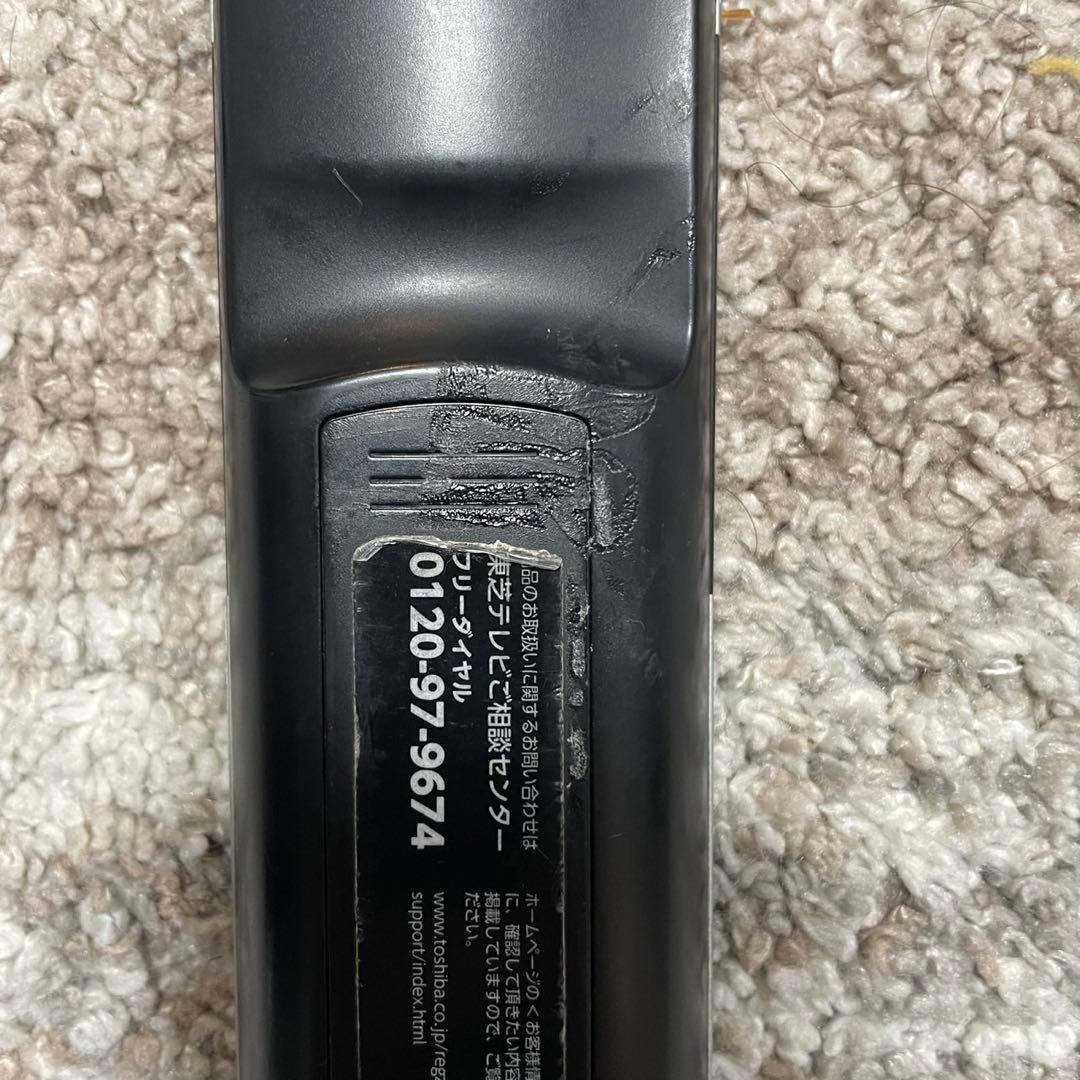 品のお取扱いに関するお問い合わせは
東芝テレビご相談センター
フリーダイヤル
0120-97-9674
ホームページの<お客様情
に、確認して頂きたい内容
掲載していますので、ご覧
ださい。
www.toshiba.co.jp/rega
support/index.html